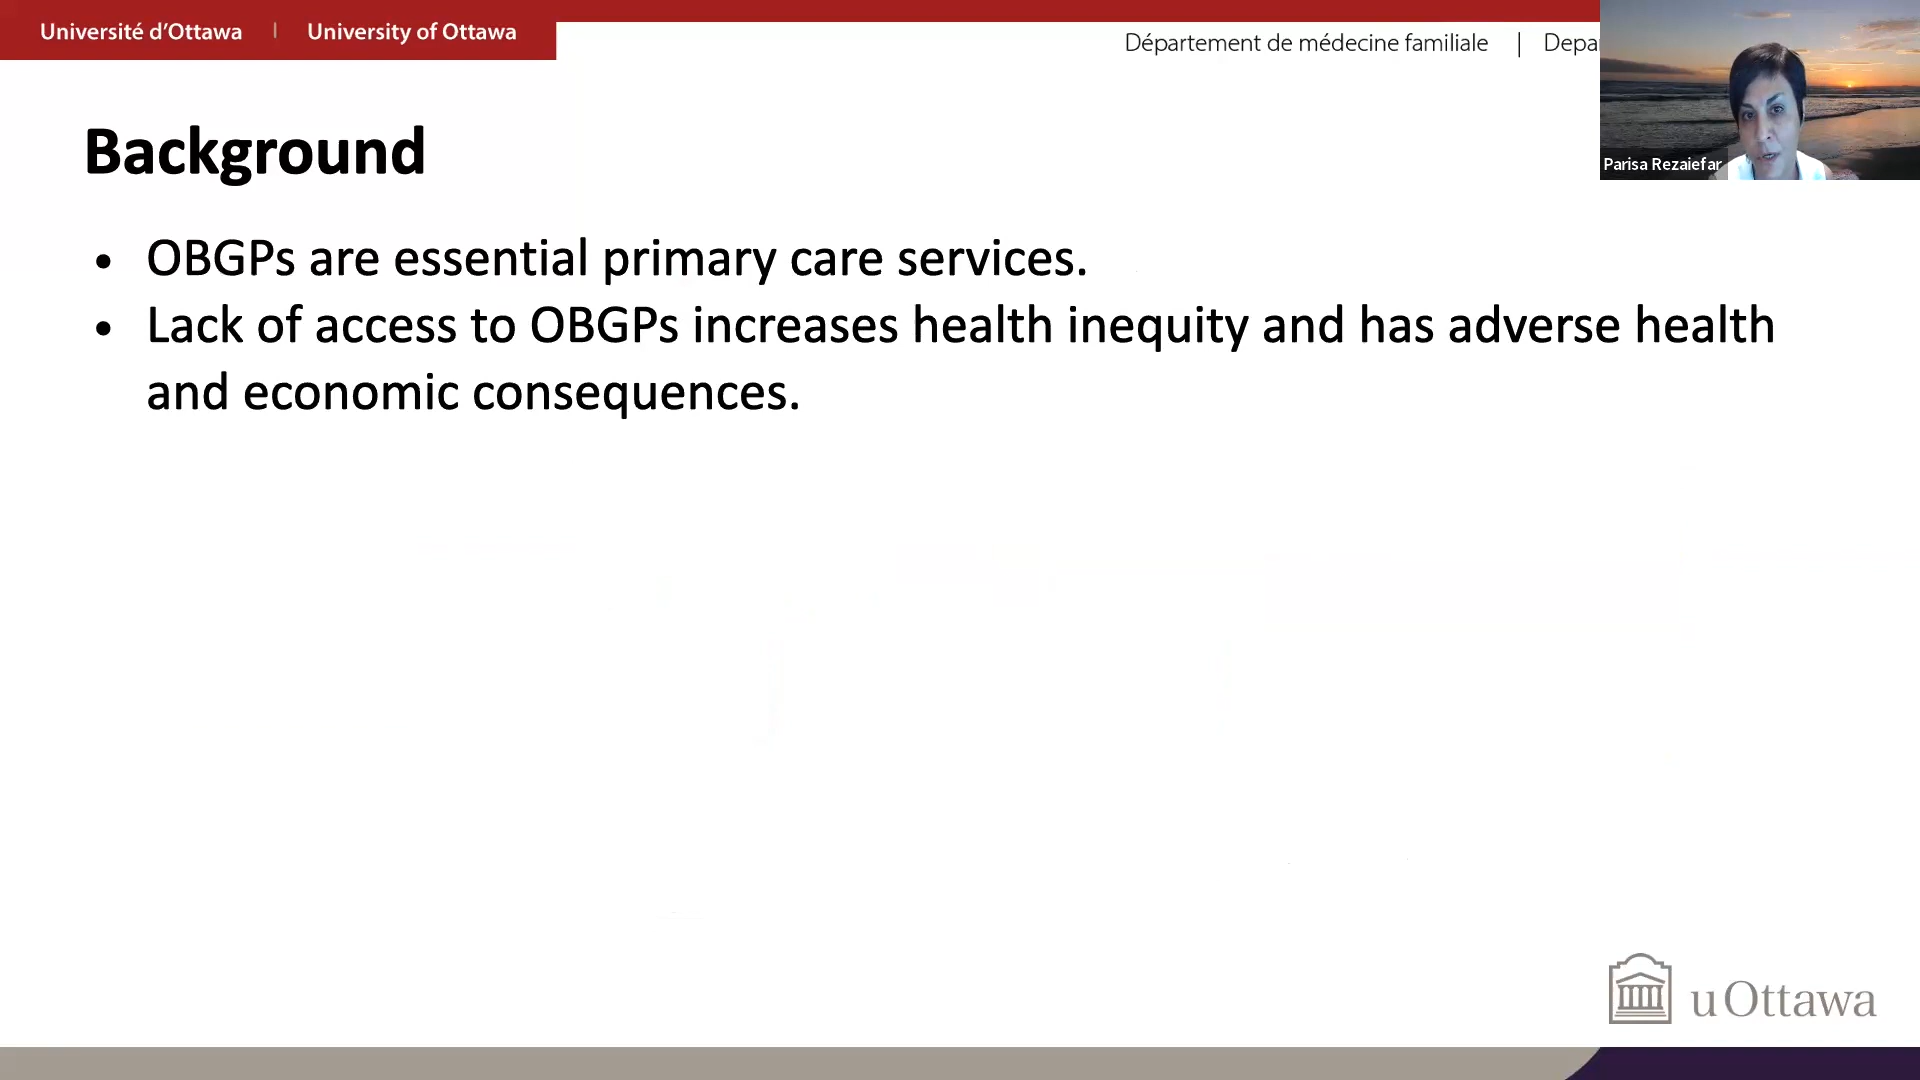 Université d'Ottawa | University of Ottawa
Département de médecine familiale | Depa
Parisa Rezaiefar
Background
• OBGPs are essential primary care services.
• Lack of access to OBGPs increases health inequity and has adverse health
and economic consequences.
uOttawa